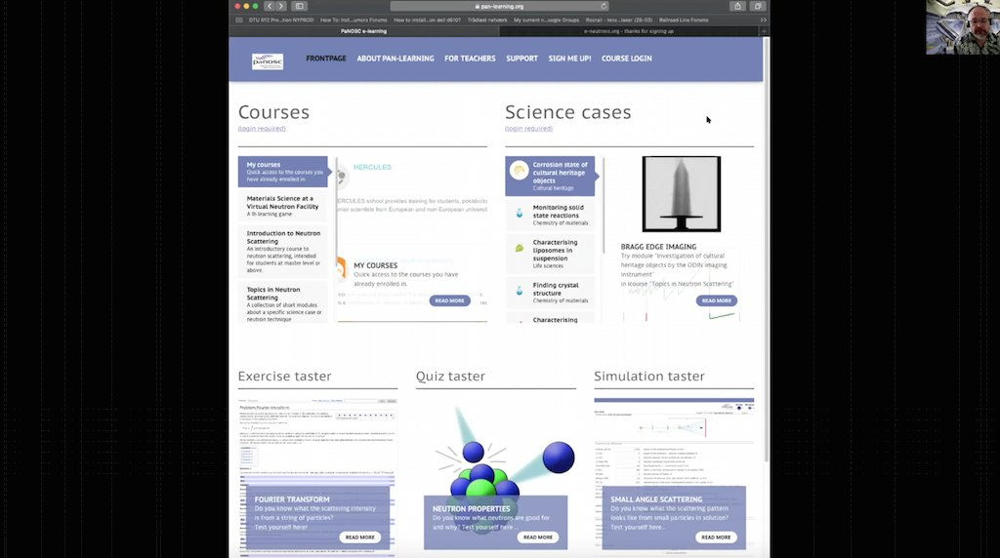 pan-learning.org
DTU 612 Pro...tion NYPROD How To: Inst...umors Forums How to install...on dell d610? Trådlest netværk My current n...oogle Groups Rocrail - Inno...laser (2B-03) Railroad Line Forums
PaNOSC e-learning
e-neutrons.org - thanks for signing up
panosc
FRONTPAGE ABOUT PAN-LEARNING FOR TEACHERS SUPPORT SIGN ME UP! COURSE LOGIN
Courses
(login required)
My courses
Quick access to the courses you
have already enrolled in.
Materials Science at a
Virtual Neutron Facility
Introduction to Neutron
Scattering
An introductory course to
neutron scattering, intended
for students at master level or
above.
Topics in Neutron
Scattering
A collection of short modules
about a specific science case or
neutron technique
HERCULES
ERCULES school provides training for students, postdocto
nior scientists from European and non-European universit
MY COURSES
Quick access to the courses you have
already enrolled in.
READ MORE
Science cases
(login required)
Corrosion state of
cultural heritage
objects
Cultural heritage
Monitoring solid
state reactions
Chemistry of materials
Characterising
liposomes in
suspension
Life sciences
Finding crystal
structure
Chemistry of materials
Characterising
BRAGG EDGE IMAGING
Try module "Investigation of cultural
heritage objects by the ODIN imaging
instrument"
in (course "Topics in Neutron Scattering"
READ MORE
Exercise taster
Problem Fourier transform
FOURIER TRANSFORM
Do you know what the scattering intensity
is from a string of particles?
Test yourself here!
READ MORE
Quiz taster
NEUTRON PROPERTIES
Do you know what neutrons are good for
and why? Test yourself here...
READ MORE
Simulation taster
SMALL ANGLE SCATTERING
Do you know what the scattering pattern
looks like from small particles in solution?
Test yourself here..
READ MORE